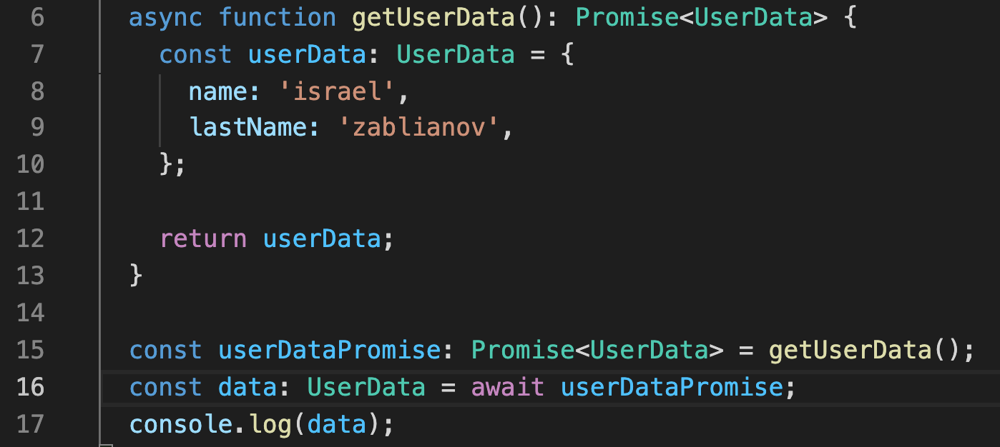 6 async function getUserData(): Promise<UserData> {
7 const userData: UserData = {
8 name: 'israel',
9 lastName: 'zablianov',
10 };
11
12 return userData;
13 }
14
15 const userDataPromise: Promise<UserData> = getUserData();
16 const data: UserData = await userDataPromise;
17 console.log(data);